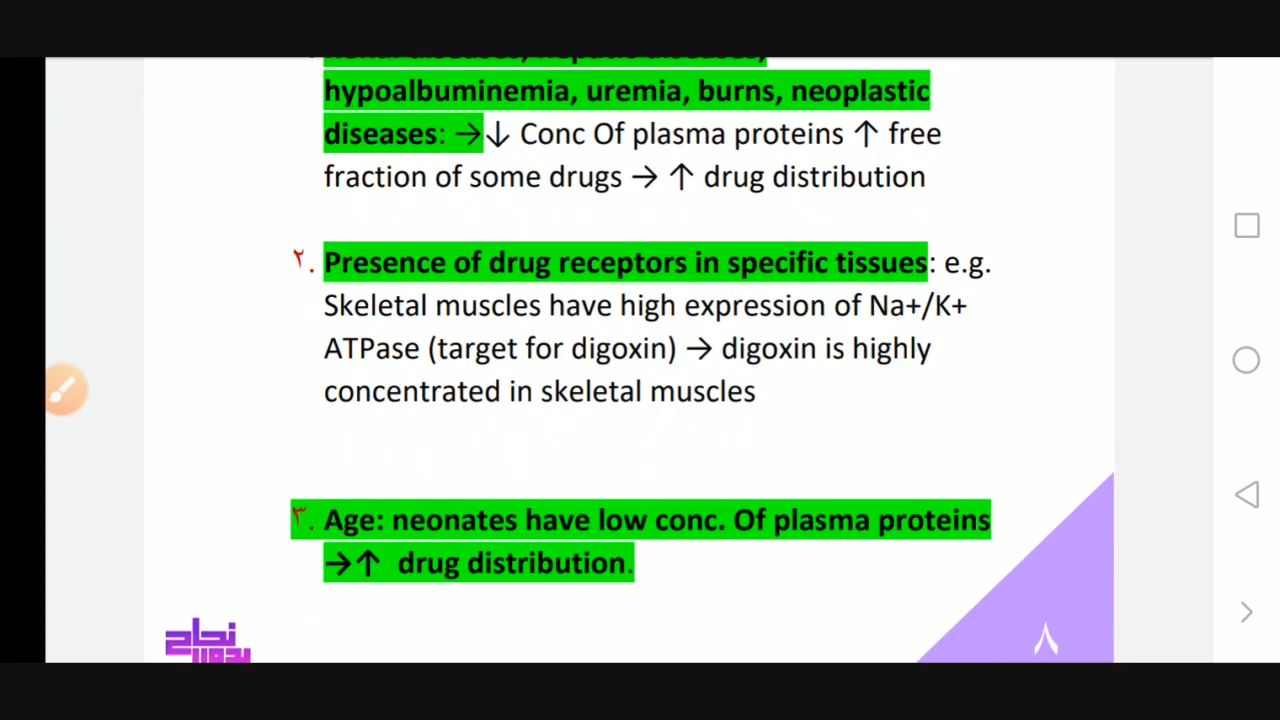 hypoalbuminemia, uremia, burns, neoplastic
diseases: →↓ Conc Of plasma proteins ↑ free
fraction of some drugs → ↑ drug distribution
٢. Presence of drug receptors in specific tissues: e.g.
Skeletal muscles have high expression of Na+/K+
ATPase (target for digoxin) → digoxin is highly
concentrated in skeletal muscles
٣. Age: neonates have low conc. Of plasma proteins
→↑ drug distribution.
نجاح
٨